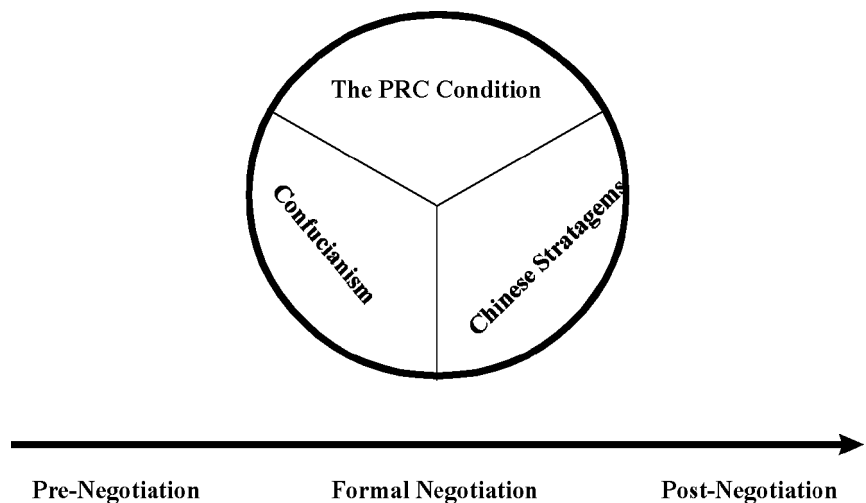 The PRC Condition
Confucianism
Chinese Stratagems
Pre-Negotiation
Formal Negotiation
Post-Negotiation